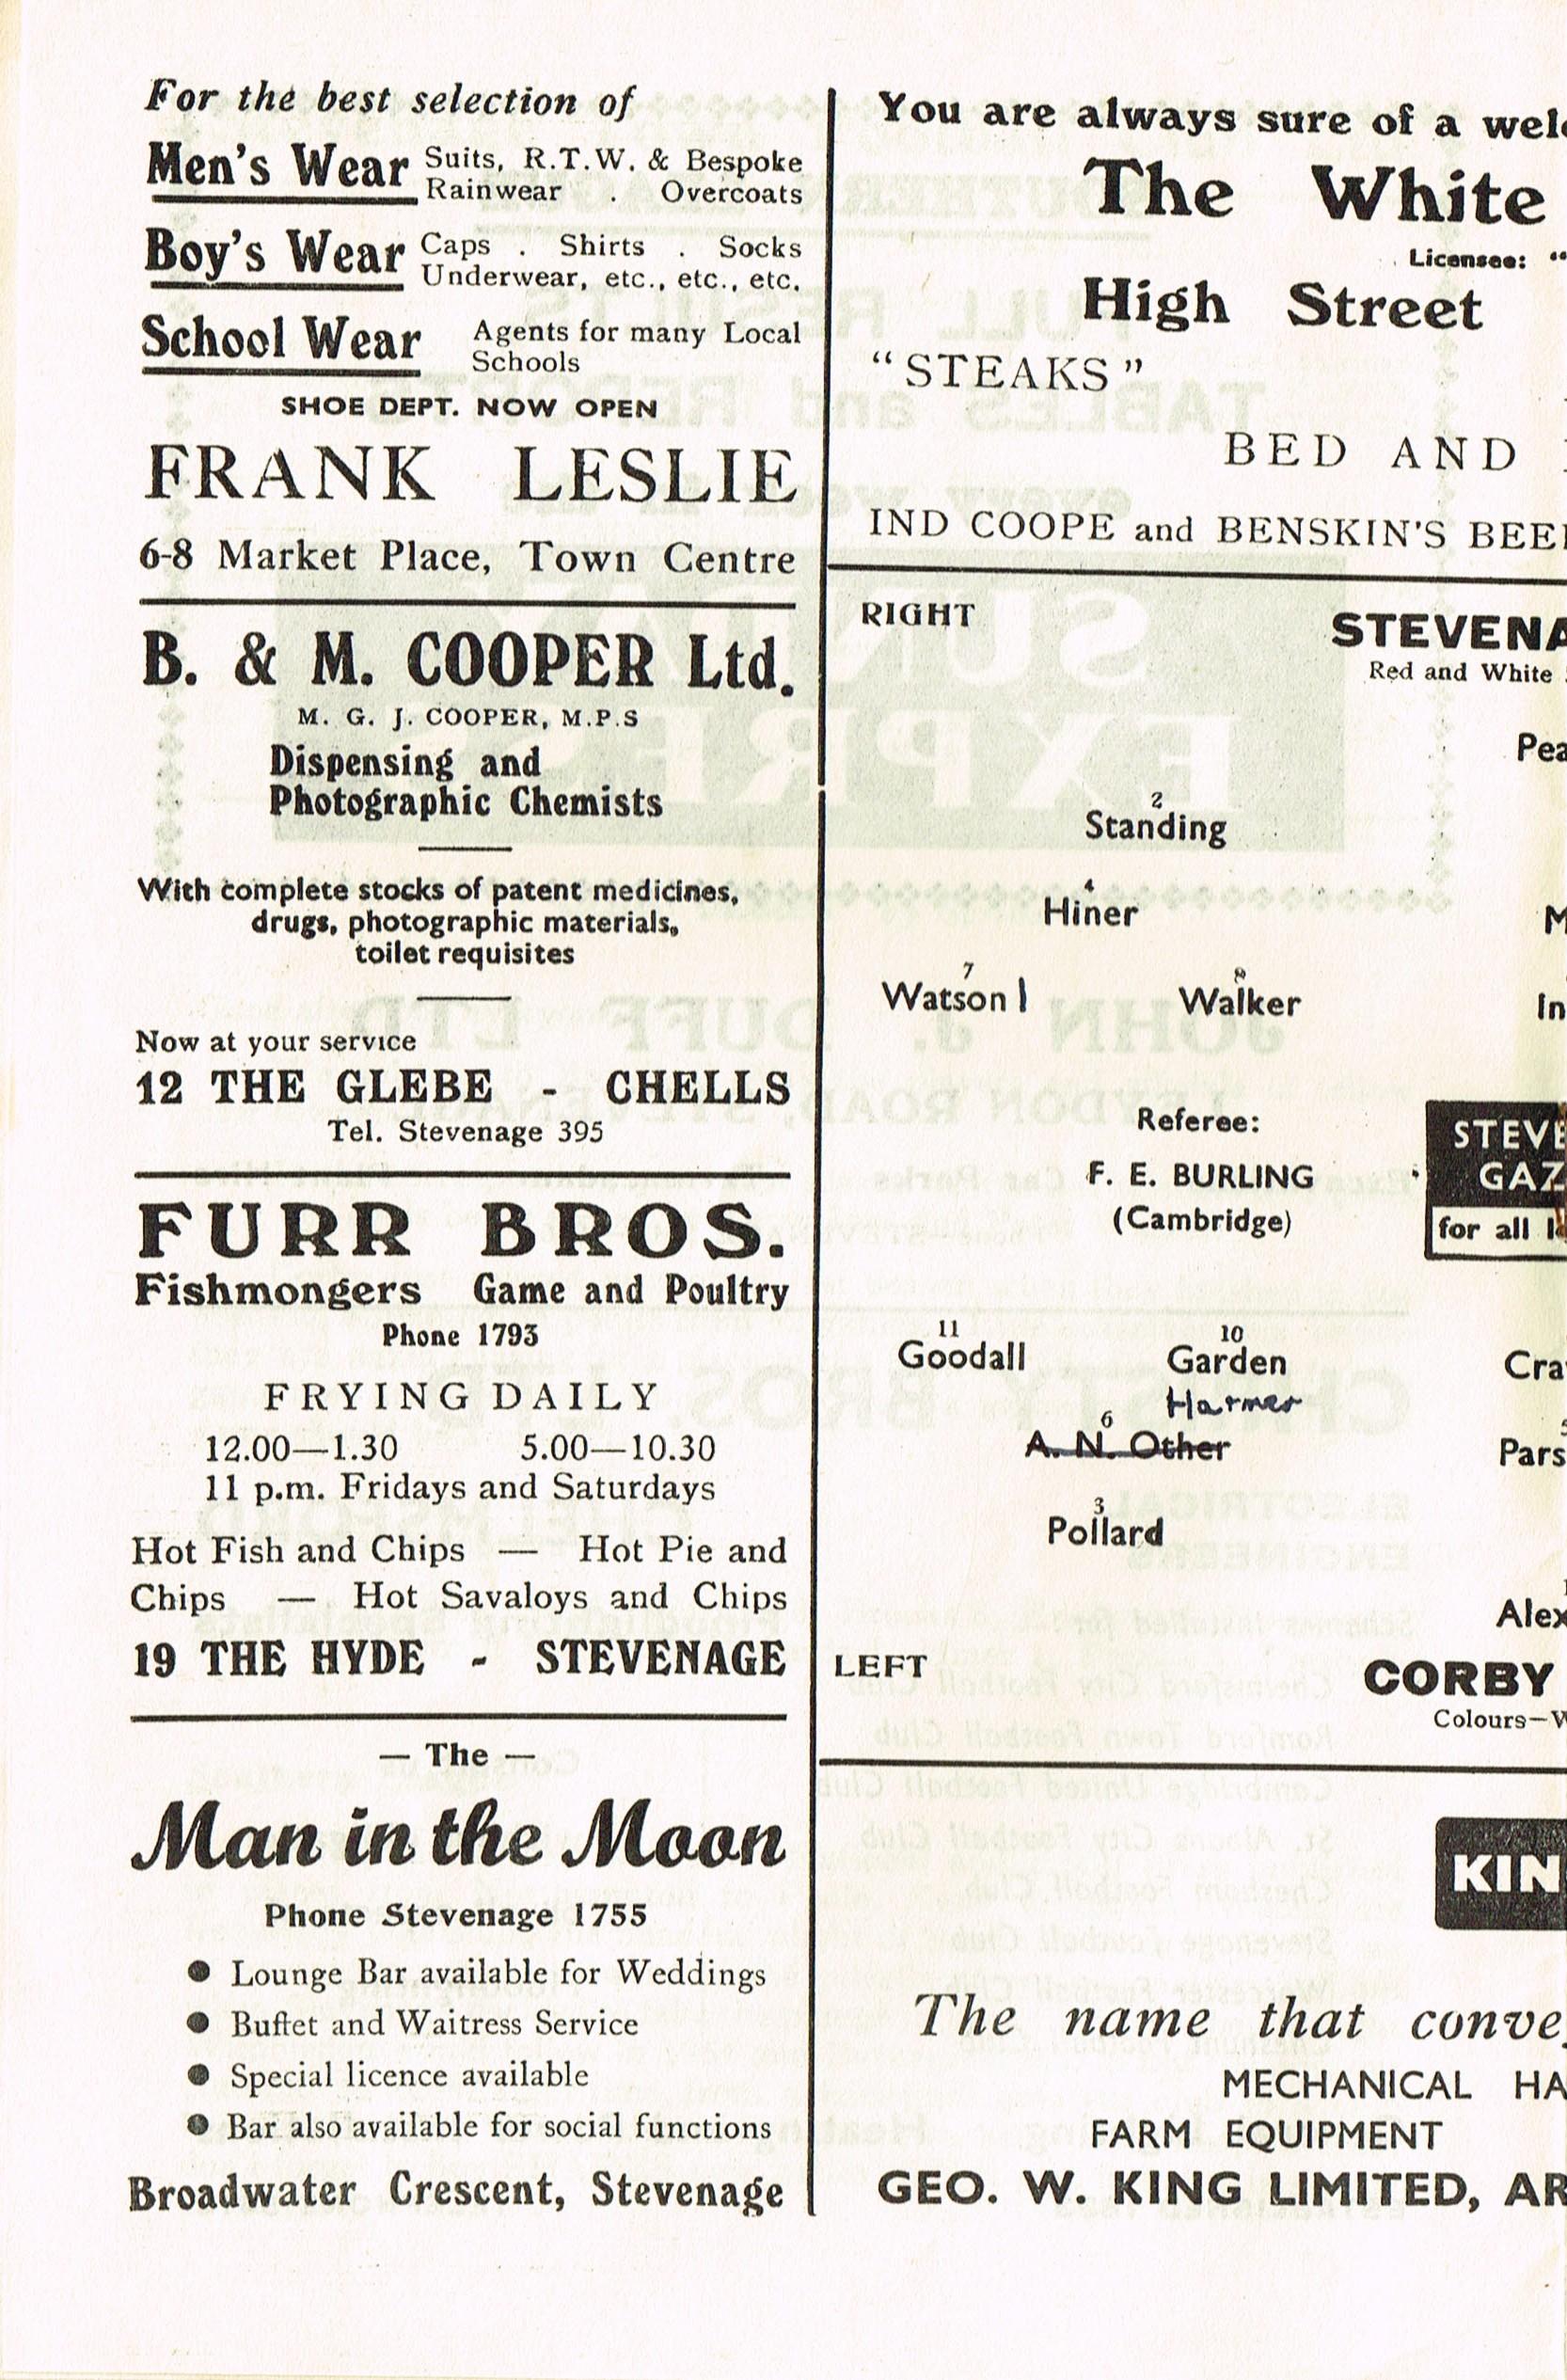 For the best selection of
Men's Wear Suits, R.T.W. & Bespoke
Rainwear . Overcoats
Boy's Wear Caps . Shirts . Socks
Underwear, etc., etc., etc.
School Wear Agents for many Local
Schools
SHOE DEPT. NOW OPEN
FRANK LESLIE
6-8 Market Place, Town Centre
B. & M. COOPER Ltd.
M. G. J. COOPER, M.P.S
Dispensing and
Photographic Chemists
With complete stocks of patent medicines,
drugs, photographic materials,
toilet requisites
Now at your service
12 THE GLEBE - CHELLS
Tel. Stevenage 395
FURR BROS.
Fishmongers Game and Poultry
Phone 1793
FRYING DAILY
12.00—1.30 5.00—10.30
11 p.m. Fridays and Saturdays
Hot Fish and Chips — Hot Pie and
Chips — Hot Savaloys and Chips
19 THE HYDE - STEVENAGE
— The —
Man in the Moon
Phone Stevenage 1755
● Lounge Bar available for Weddings
● Buffet and Waitress Service
● Special licence available
● Bar also available for social functions
Broadwater Crescent, Stevenage
You are always sure of a wel
The White
Licensee: "
High Street
"STEAKS"
BED AND
IND COOPE and BENSKIN'S BEE
RIGHT STEVENA
Red and White
Pea
2
Standing
4
Hiner M
7 8
Watson 1 Walker In
Referee:
F. E. BURLING
(Cambridge)
STEVE
GAZ
for all l
11 10
Goodall Garden Cra
Harmer
6
A. N. Other Pars
3
Pollard
Alex
LEFT CORBY
Colours—W
KIN
The name that conve
MECHANICAL HA
FARM EQUIPMENT
GEO. W. KING LIMITED, AR